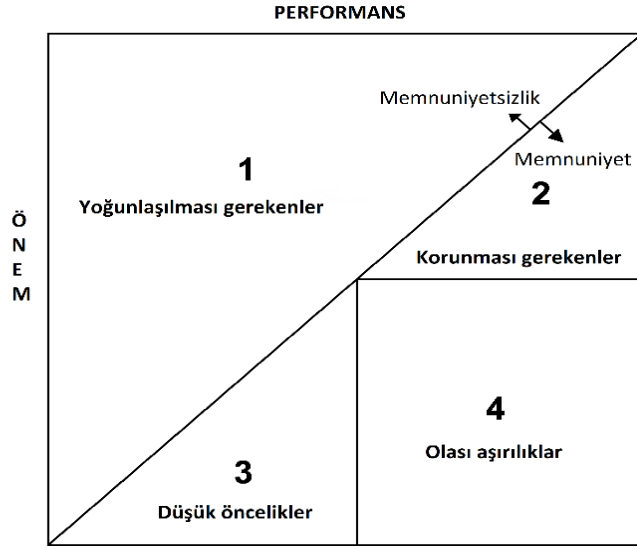 PERFORMANS
Memnuniyetsizlik
Memnuniyet
1
Yoğunlaşılması gerekenler
2
Korunması gerekenler
Ö
N
E
M
4
Olası aşırılıklar
3
Düşük öncelikler